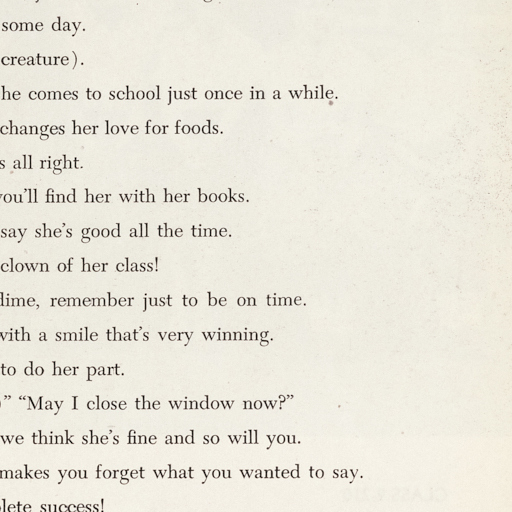 some day.
creature).
he comes to school just once in a while.
changes her love for foods.
s all right.
you'll find her with her books.
say she's good all the time.
clown of her class!
dime, remember just to be on time.
with a smile that's very winning.
to do her part.
" "May I close the window now?"
we think she's fine and so will you.
makes you forget what you wanted to say.
lete success!